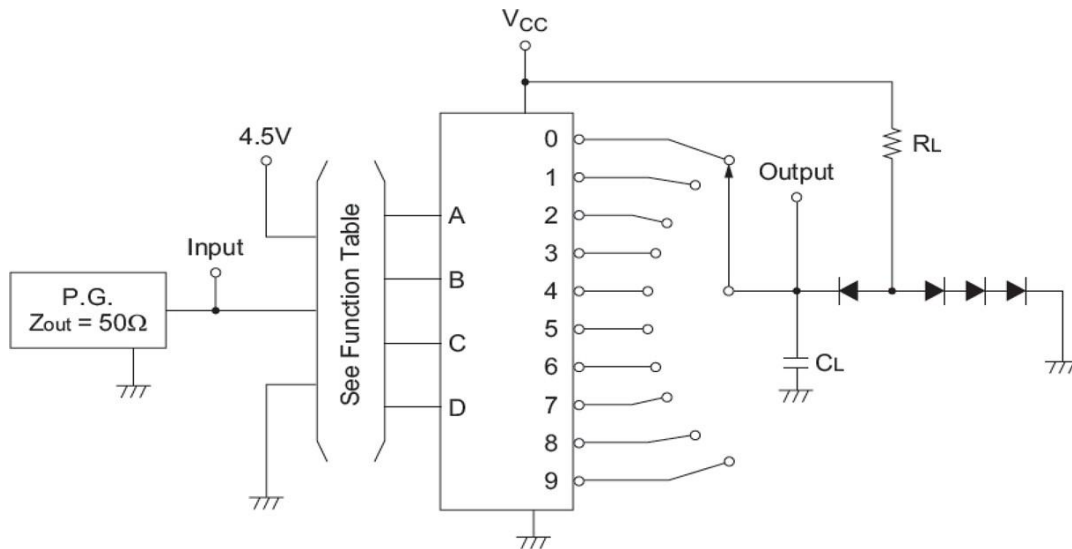 VCC
4.5V
Input
P.G.
Zout = 50Ω
See Function Table
A
B
C
D
0
1
2
3
4
5
6
7
8
9
Output
RL
CL